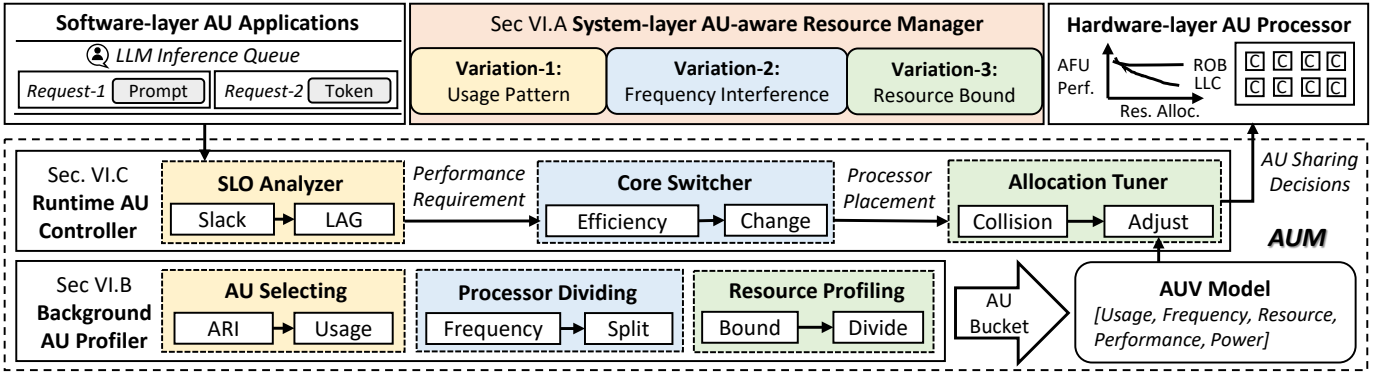 Software-layer AU Applications
LLM Inference Queue
Request-1 Prompt
Request-2 Token
Sec VI.A System-layer AU-aware Resource Manager
Variation-1:
Usage Pattern
Variation-2:
Frequency Interference
Variation-3:
Resource Bound
Hardware-layer AU Processor
AFU
Perf.
ROB
LLC
Res. Alloc.
C C C C
C C C C
Sec. VI.C
Runtime AU
Controller
SLO Analyzer
Slack LAG
Performance
Requirement
Core Switcher
Efficiency Change
Processor
Placement
Allocation Tuner
Collision Adjust
AU Sharing
Decisions
AUM
Sec VI.B
Background
AU Profiler
AU Selecting
ARI Usage
Processor Dividing
Frequency Split
Resource Profiling
Bound Divide
AU
Bucket
AUV Model
[Usage, Frequency, Resource,
Performance, Power]